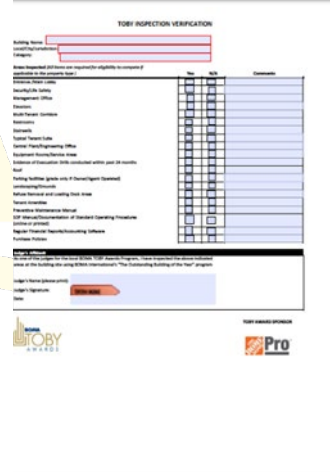 TOBY INSPECTION VERIFICATION
Building Name:
Local/City/Jurisdiction:
Category:
Areas Inspected (All items are required for eligibility to compete if
applicable to the property type) Yes N/A Comments
Entrance /Main Lobby
Security/Life Safety
Management Office
Elevators
Multi-Tenant Corridors
Restrooms
Stairwells
Typical Tenant Suite
Central Plant/Engineering Office
Equipment Rooms/Service Areas
Evidence of Evacuation Drills conducted within past 24 months
Roof
Parking Facilities (grade only if Owner/Agent Operated)
Landscaping/Grounds
Refuse Removal and Loading Dock Areas
Tenant Amenities
Preventive Maintenance Manual
SOP Manual/Documentation of Standard Operating Procedures
(online or printed)
Regular Financial Reports/Accounting Software
Purchase Policies
Judge's Affidavit
As one of the judges for the local BOMA TOBY Awards Program, I have inspected the above indicated
areas at the building site using BOMA International's "The Outstanding Building of the Year" program
Judge's Name (please print):
Judge's Signature:
Date:
BOMA
TOBY
AWARDS
TOBY AWARD SPONSOR
Pro